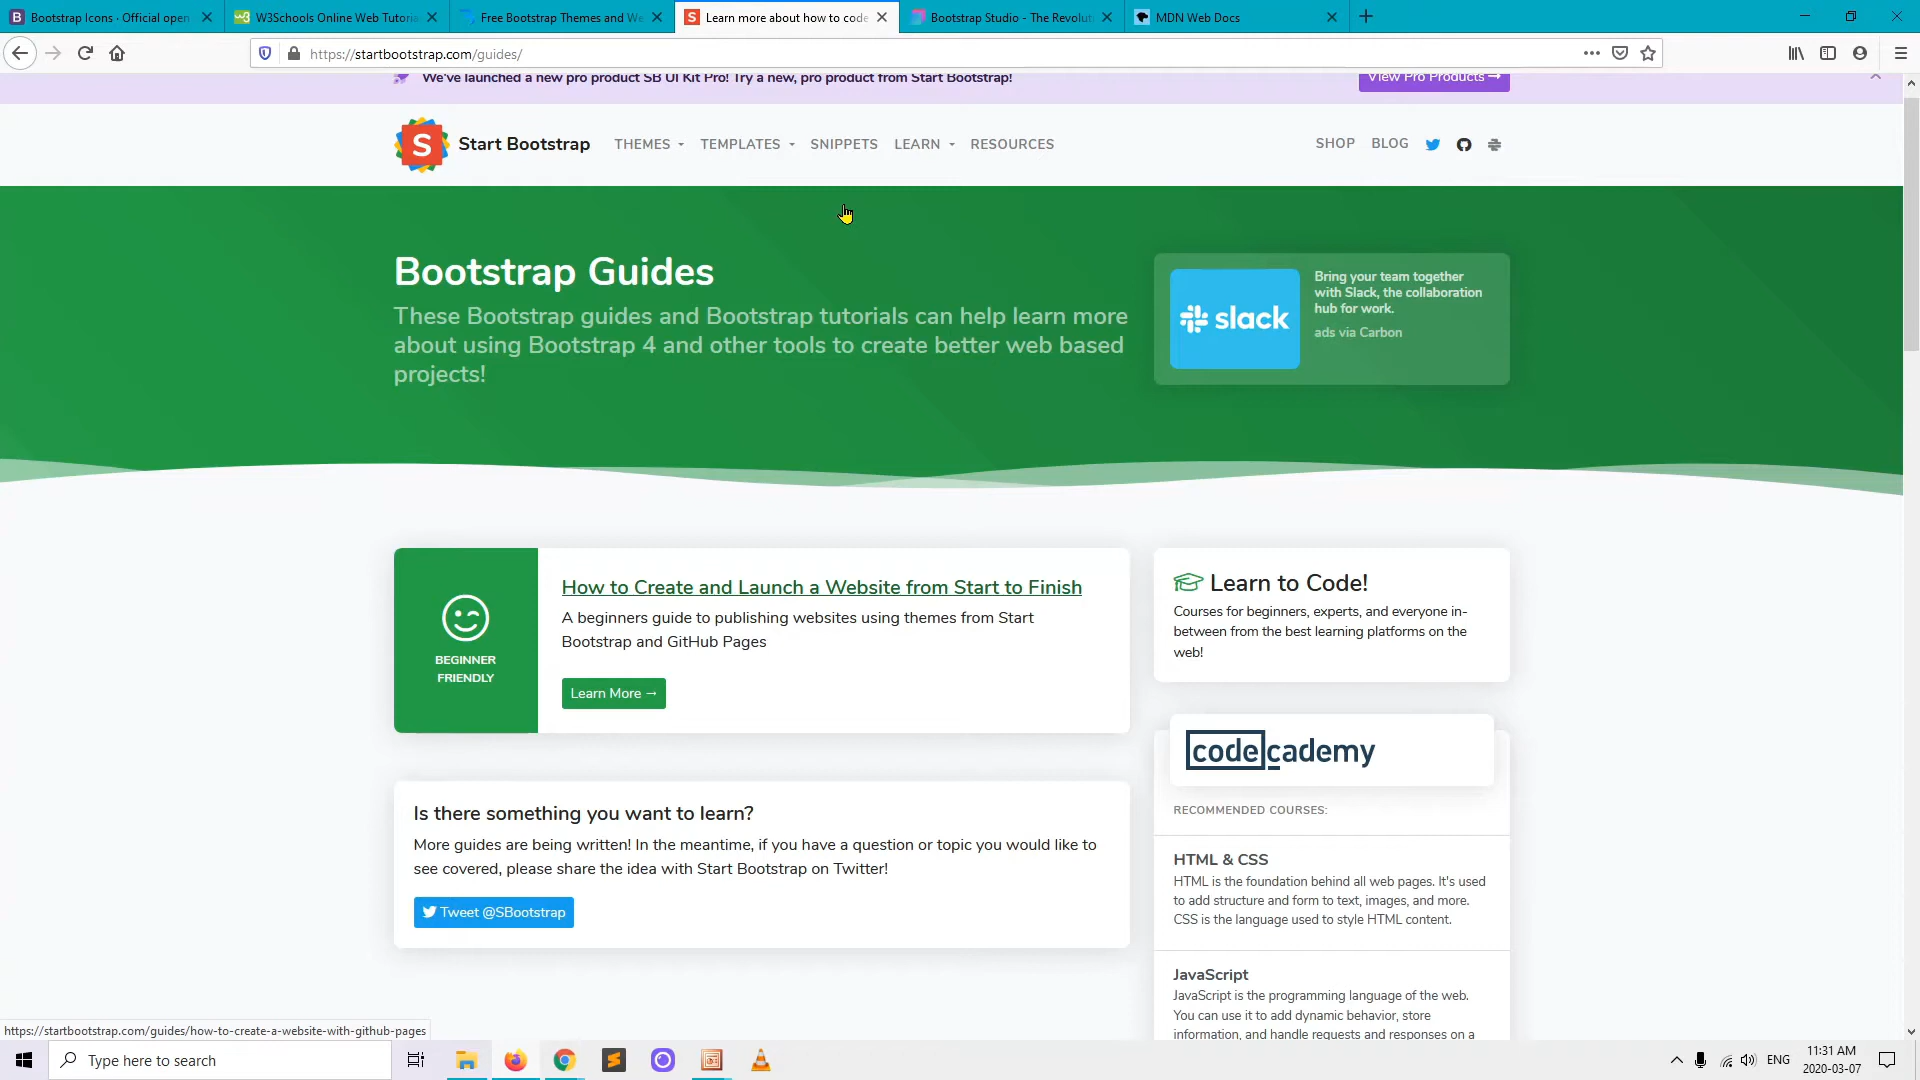 Bootstrap Icons · Official open
W3Schools Online Web Tutoria
Free Bootstrap Themes and We
Learn more about how to code
Bootstrap Studio - The Revoluti
MDN Web Docs
https://startbootstrap.com/guides/
We've launched a new pro product SB UI Kit Pro! Try a new, pro product from Start Bootstrap!
View Pro Products →
S
Start Bootstrap
THEMES
TEMPLATES
SNIPPETS
LEARN
RESOURCES
SHOP
BLOG
Bootstrap Guides
These Bootstrap guides and Bootstrap tutorials can help learn more
about using Bootstrap 4 and other tools to create better web based
projects!
slack
Bring your team together
with Slack, the collaboration
hub for work.
ads via Carbon
BEGINNER
FRIENDLY
How to Create and Launch a Website from Start to Finish
A beginners guide to publishing websites using themes from Start
Bootstrap and GitHub Pages
Learn More →
Learn to Code!
Courses for beginners, experts, and everyone in-
between from the best learning platforms on the
web!
codecademy
RECOMMENDED COURSES:
HTML & CSS
HTML is the foundation behind all web pages. It's used
to add structure and form to text, images, and more.
CSS is the language used to style HTML content.
JavaScript
JavaScript is the programming language of the web.
You can use it to add dynamic behavior, store
information, and handle requests and responses on a
Is there something you want to learn?
More guides are being written! In the meantime, if you have a question or topic you would like to
see covered, please share the idea with Start Bootstrap on Twitter!
Tweet @SBootstrap
https://startbootstrap.com/guides/how-to-create-a-website-with-github-pages
Type here to search
ENG
11:31 AM
2020-03-07